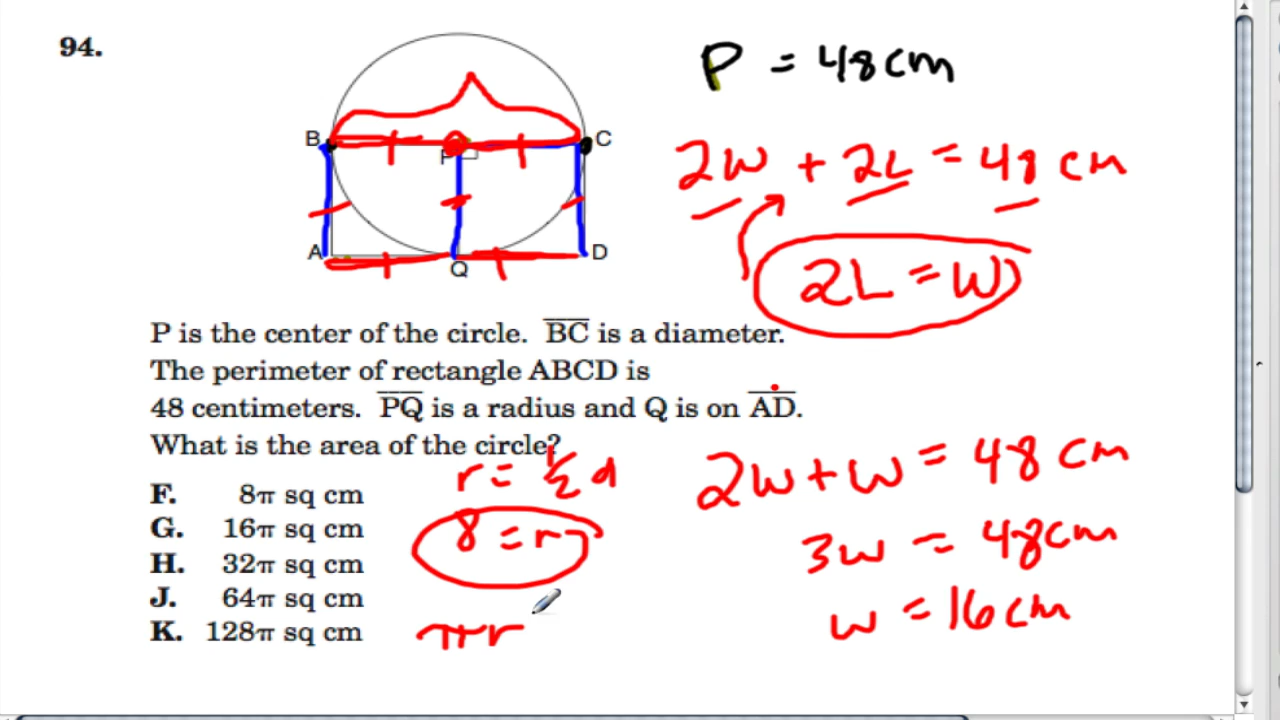 94.
P = 48cm
B
P
C
2W + 2L = 48 cm
A
Q
D
2L = W
P is the center of the circle. BC is a diameter.
The perimeter of rectangle ABCD is
48 centimeters. PQ is a radius and Q is on AD.
What is the area of the circle?
r = 1/2 d
2W + W = 48 cm
F. 8π sq cm
G. 16π sq cm
8 = r
3W = 48cm
H. 32π sq cm
J. 64π sq cm
W = 16cm
K. 128π sq cm
πr